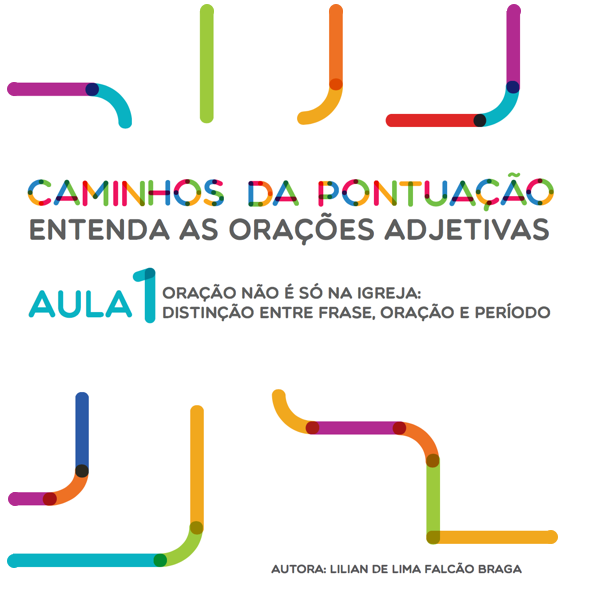 CAMINHOS DA PONTUAÇÃO
ENTENDA AS ORAÇÕES ADJETIVAS
AULA 1
ORAÇÃO NÃO É SÓ NA IGREJA:
DISTINÇÃO ENTRE FRASE, ORAÇÃO E PERÍODO
AUTORA: LILIAN DE LIMA FALCÃO BRAGA